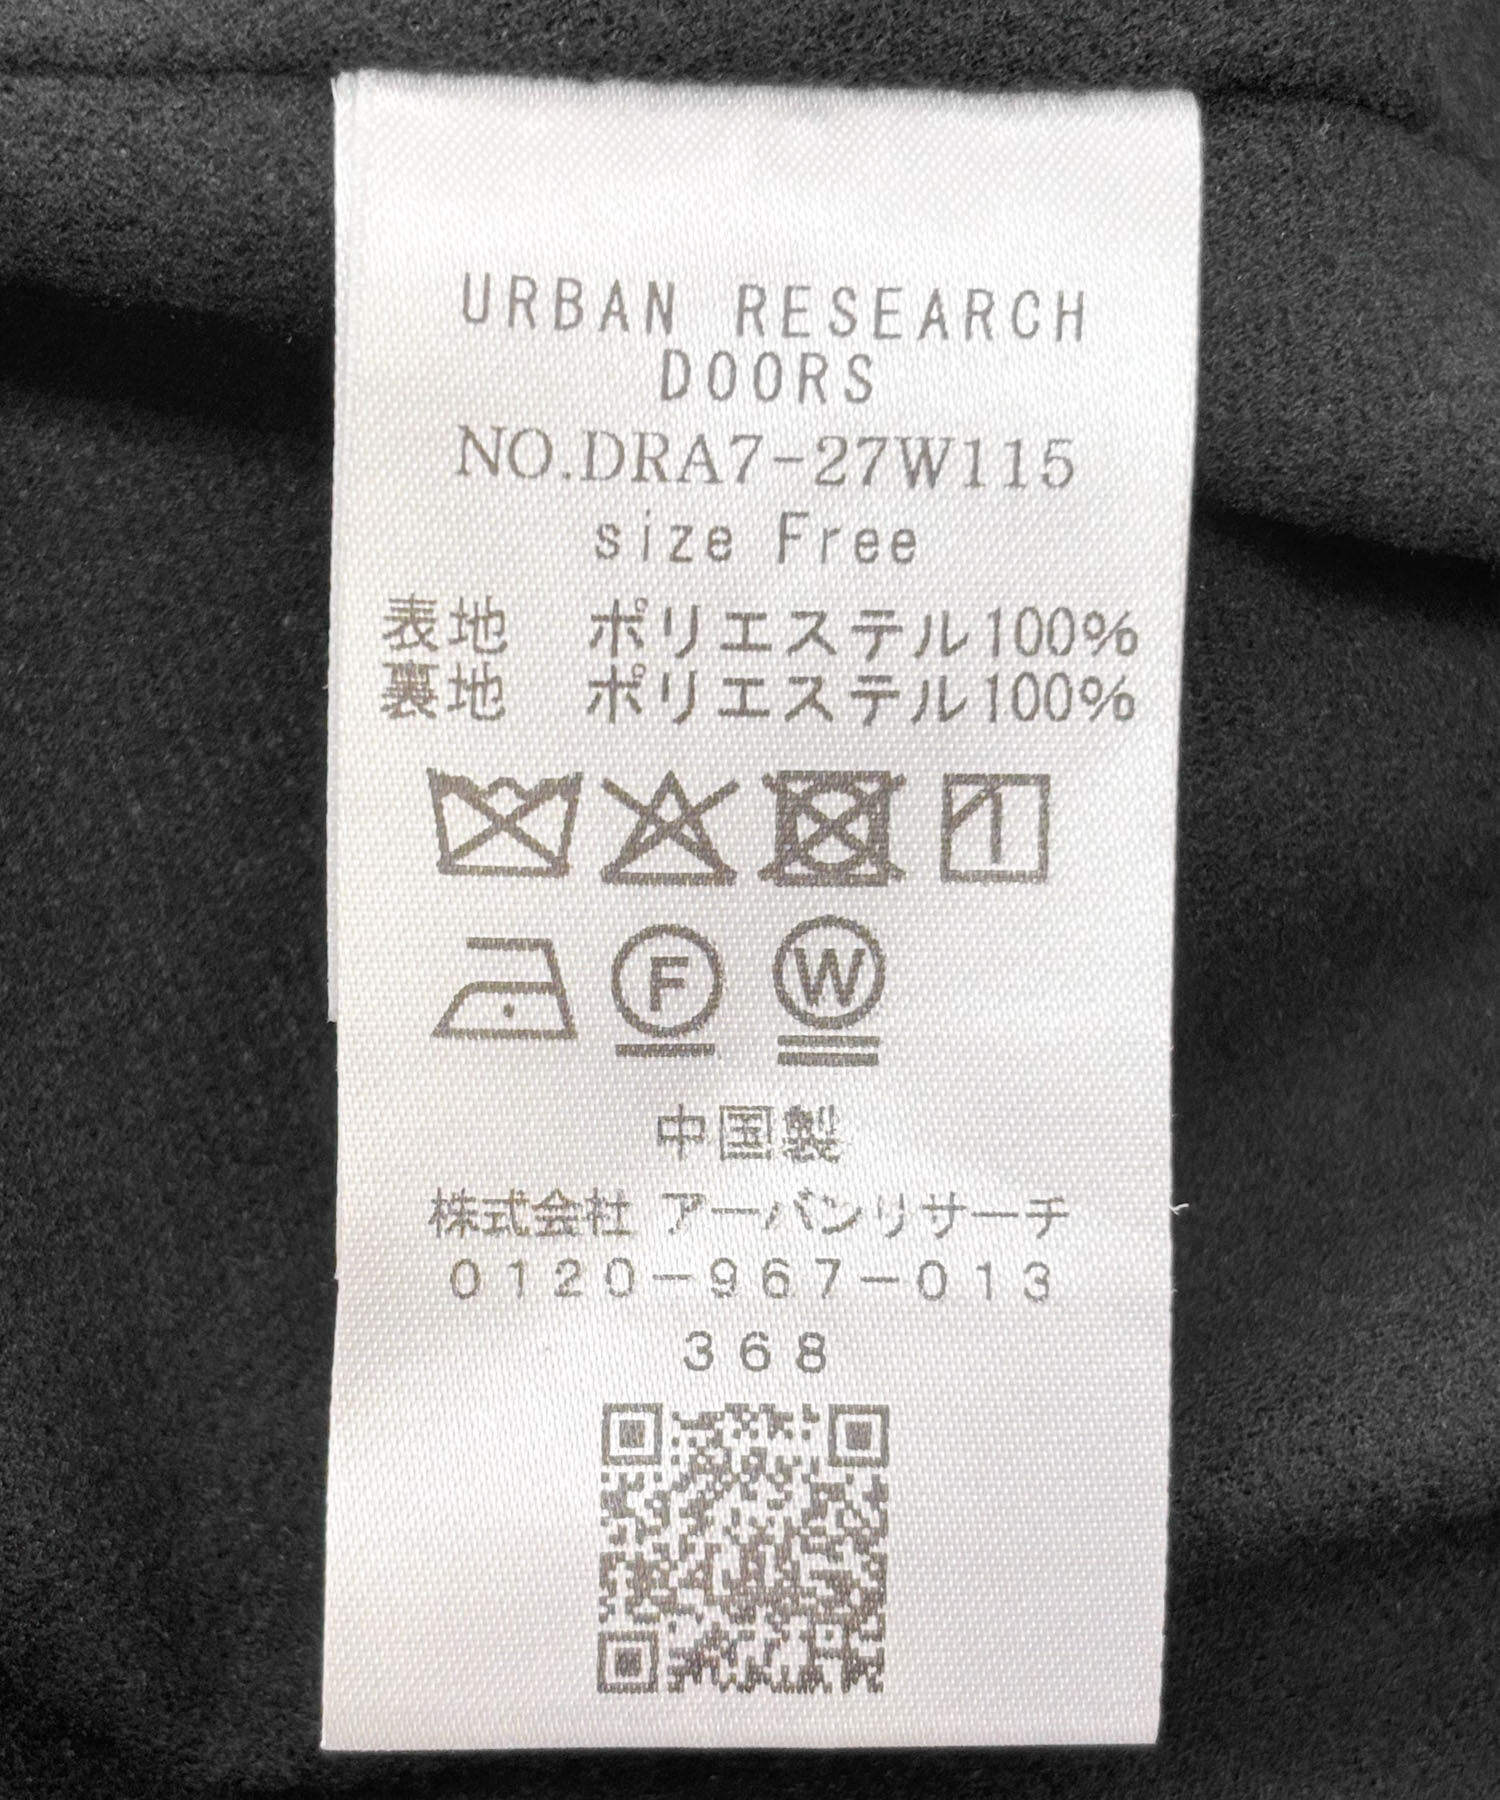 URBAN RESEARCH
DOORS
NO.DRA7-27W115
size Free
表地 ポリエステル100%
裏地 ポリエステル100%
F W
中国製
株式会社 アーバンリサーチ
0120-967-013
368